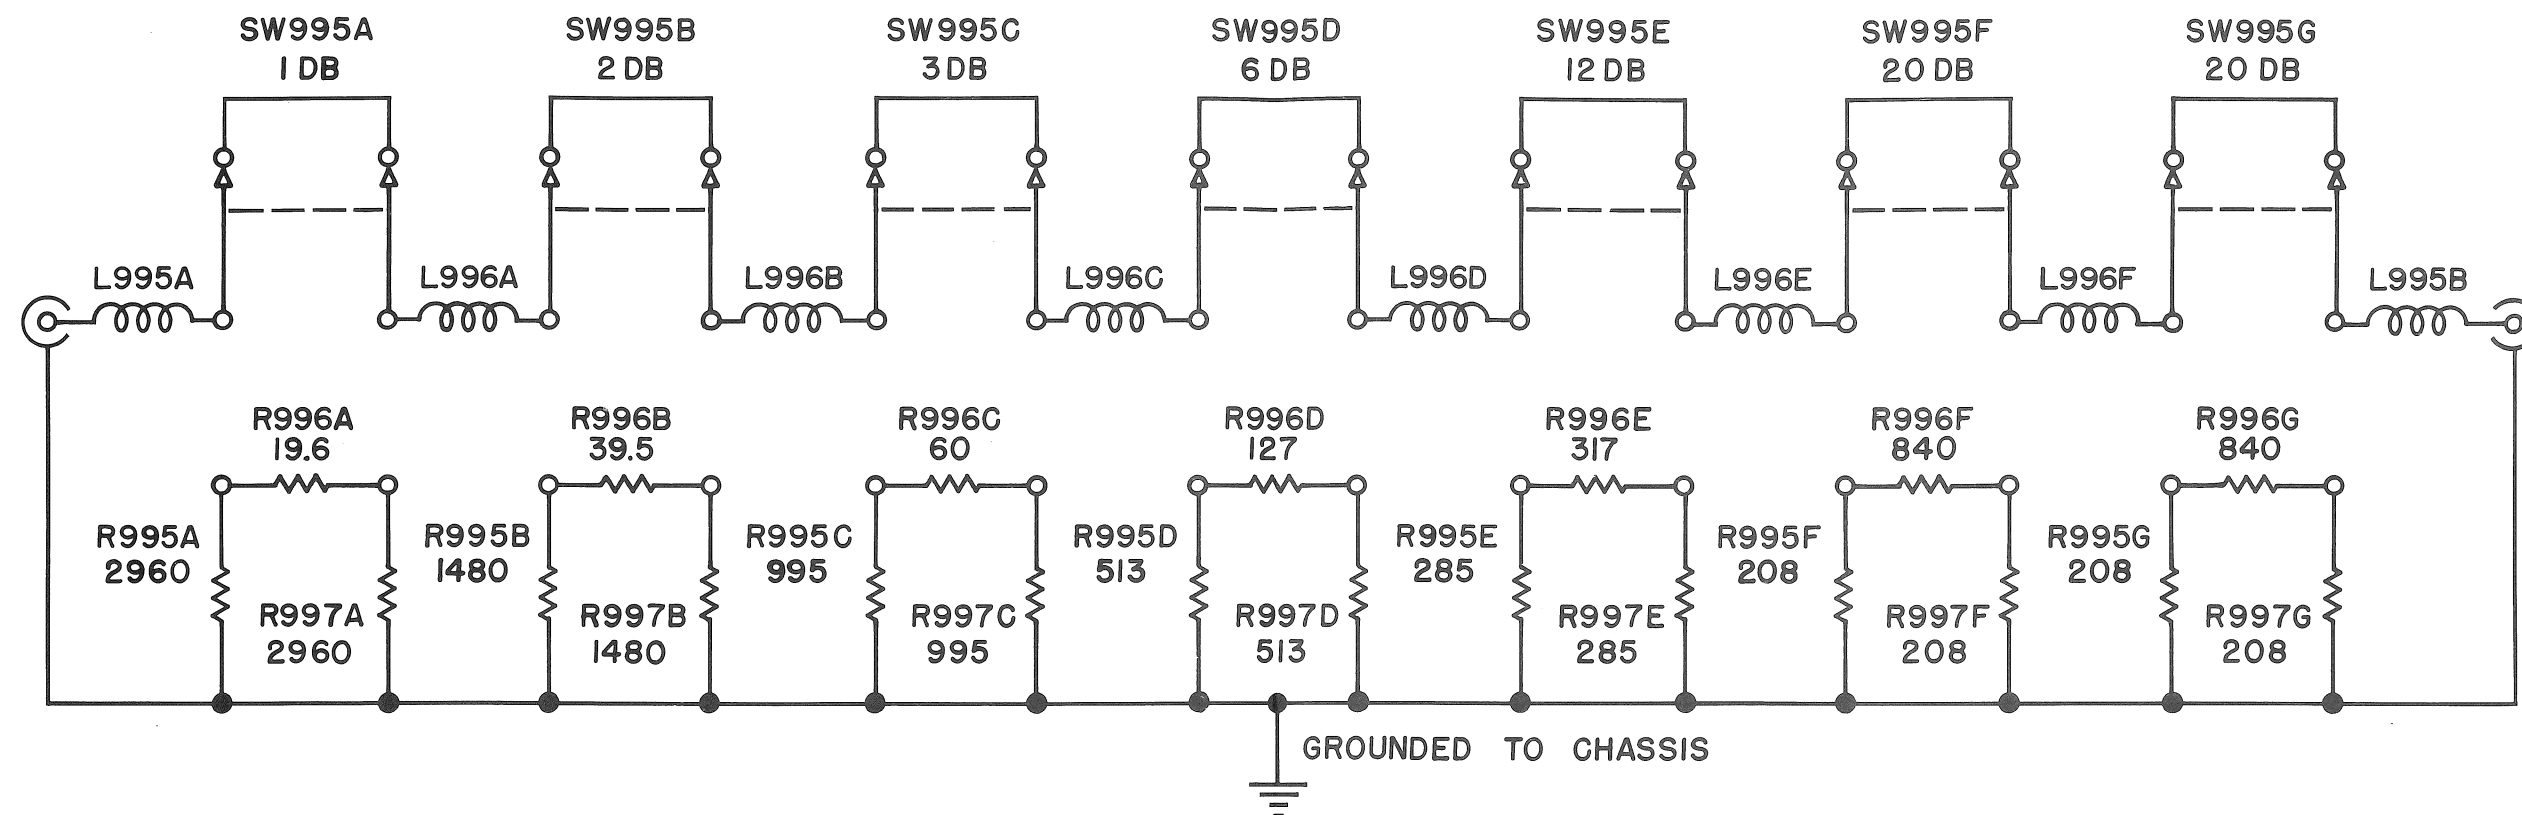 SW995A
1 DB
SW995B
2 DB
SW995C
3 DB
SW995D
6 DB
SW995E
12 DB
SW995F
20 DB
SW995G
20 DB
L995A
L996A
L996B
L996C
L996D
L996E
L996F
L995B
R996A
19.6
R996B
39.5
R996C
60
R996D
127
R996E
317
R996F
840
R996G
840
R995A
2960
R995B
1480
R995C
995
R995D
513
R995E
285
R995F
208
R995G
208
R997A
2960
R997B
1480
R997C
995
R997D
513
R997E
285
R997F
208
R997G
208
GROUNDED TO CHASSIS